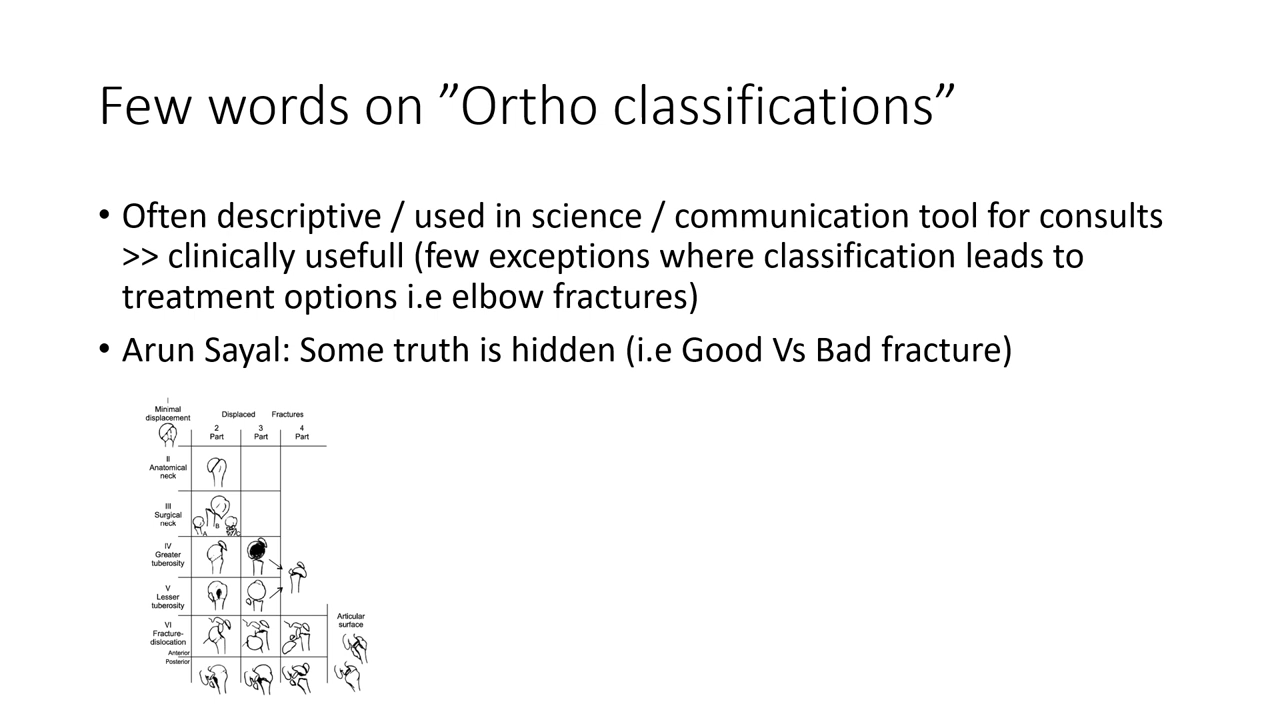 Few words on ”Ortho classifications”
• Often descriptive / used in science / communication tool for consults
>> clinically usefull (few exceptions where classification leads to
treatment options i.e elbow fractures)
• Arun Sayal: Some truth is hidden (i.e Good Vs Bad fracture)
I
Minimal
displacement
Displaced Fractures
2
Part
3
Part
4
Part
II
Anatomical
neck
III
Surgical
neck
A
B
C
IV
Greater
tuberosity
V
Lesser
tuberosity
VI
Fracture-
dislocation
Anterior
Posterior
Articular
surface